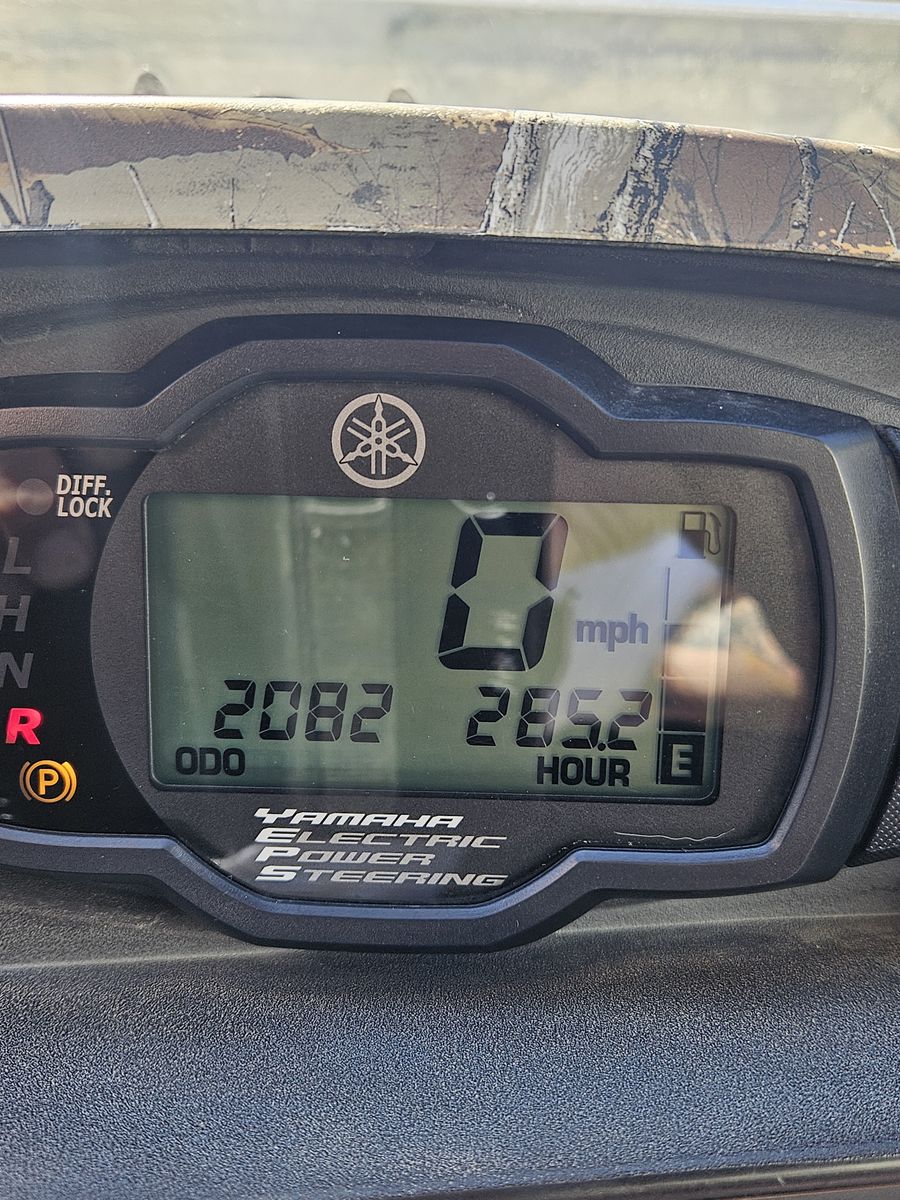 DIFF.
LOCK
L
H
N
R
P
0 mph
2082 285.2
ODO HOUR E
YAMAHA
ELECTRIC
POWER
STEERING